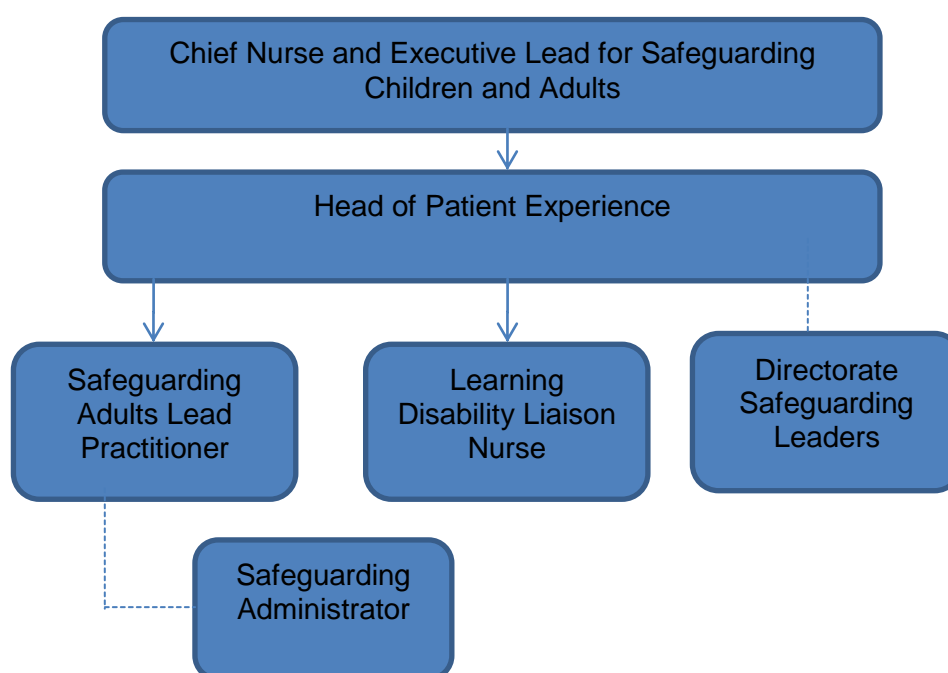 Chief Nurse and Executive Lead for Safeguarding
Children and Adults
Head of Patient Experience
Safeguarding
Adults Lead
Practitioner
Learning
Disability Liaison
Nurse
Directorate
Safeguarding
Leaders
Safeguarding
Administrator